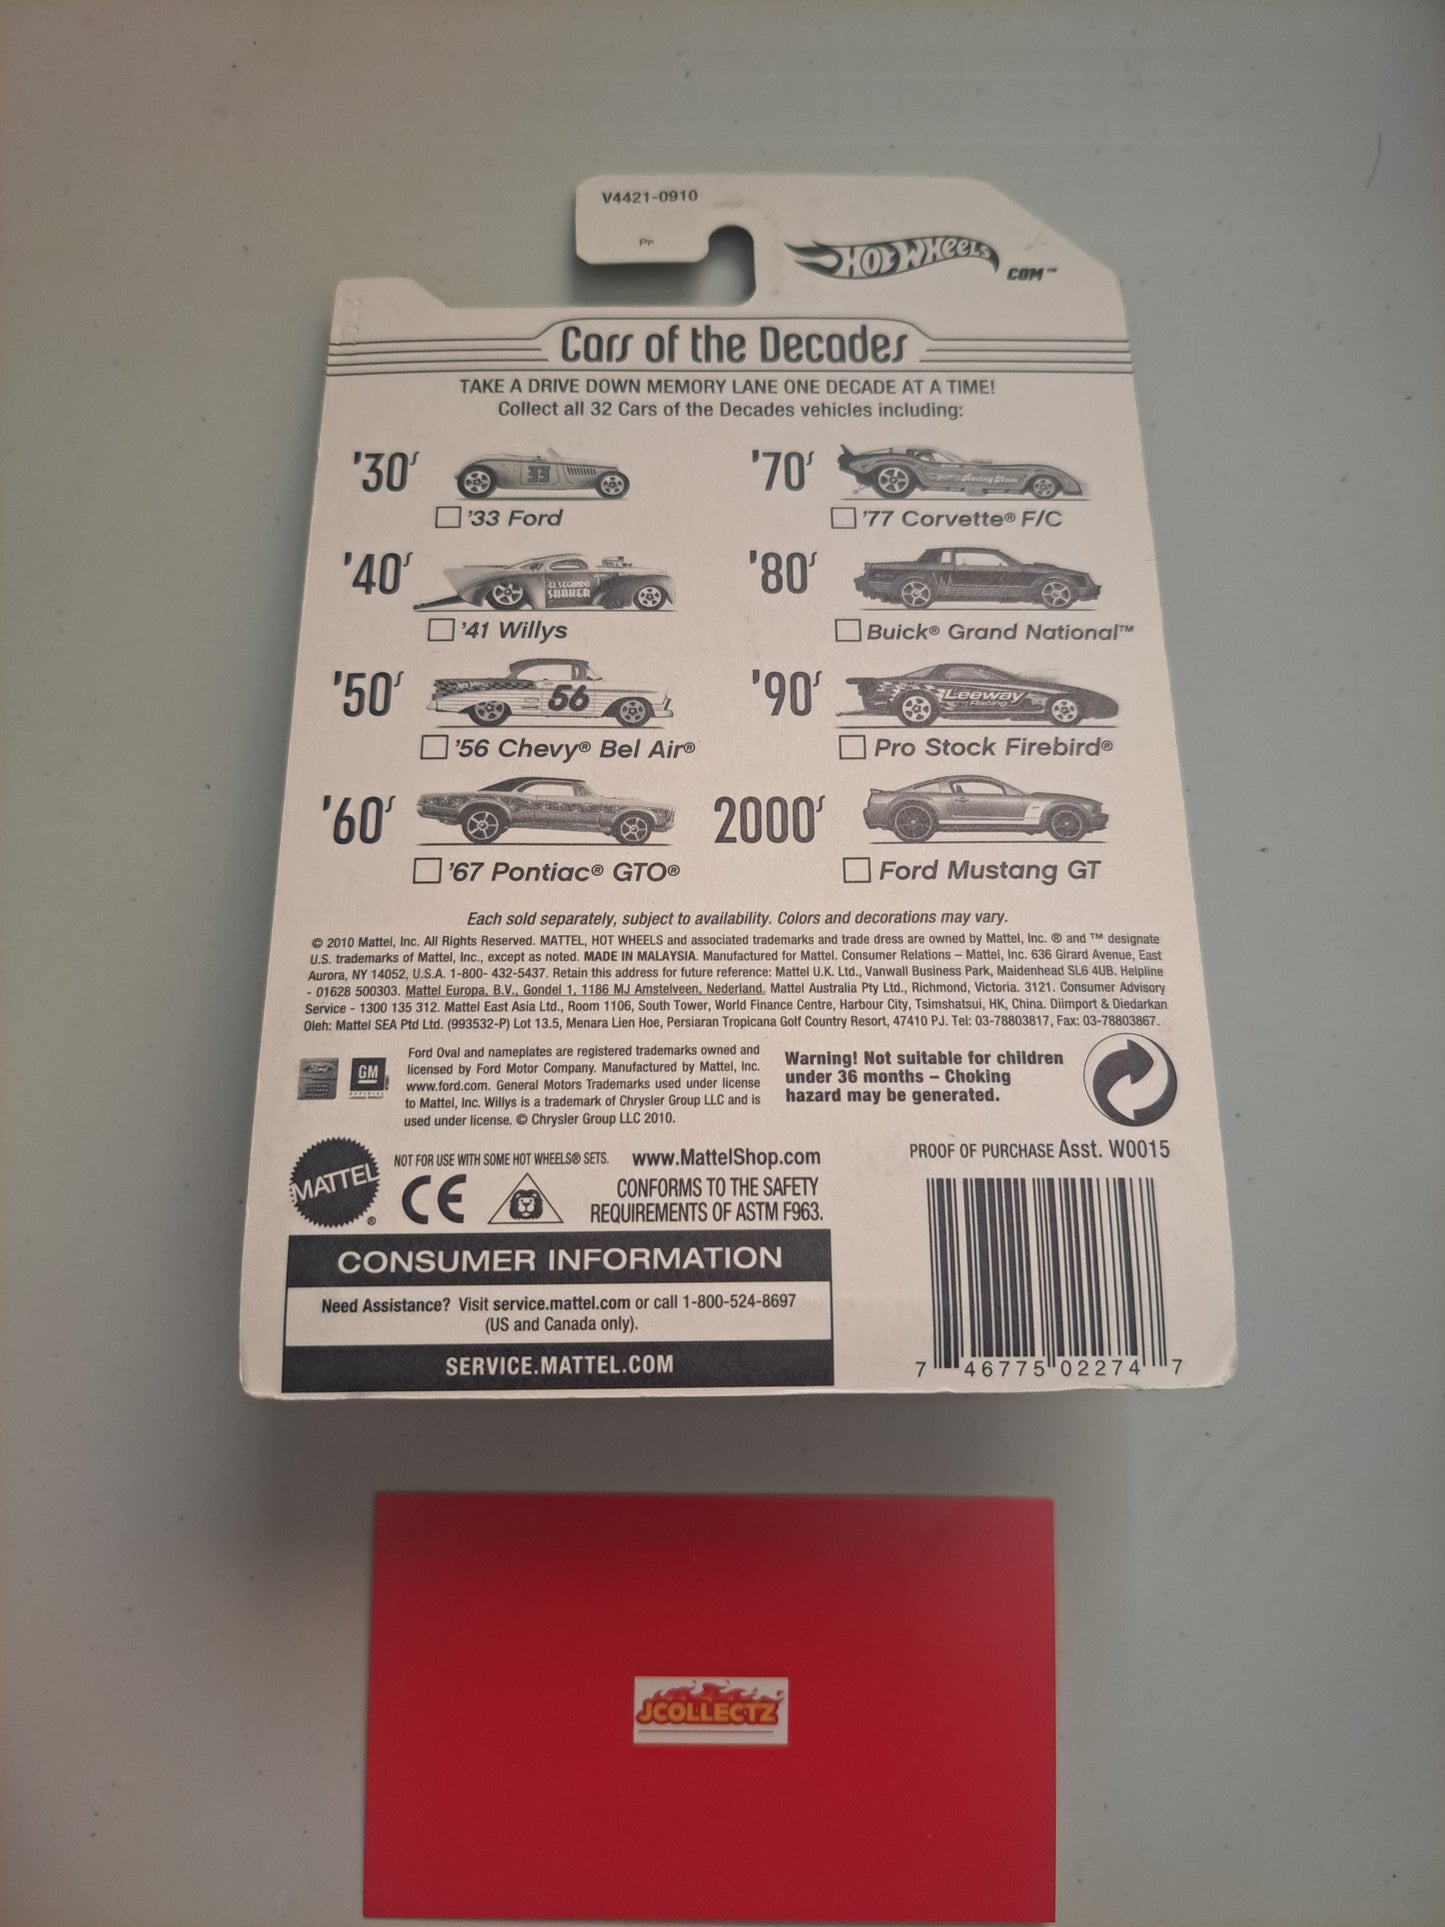 V4421-0910
Pr
HOT WHEELS
.COM™
Cars of the Decades
TAKE A DRIVE DOWN MEMORY LANE ONE DECADE AT A TIME!
Collect all 32 Cars of the Decades vehicles including:
'30s
33
'33 Ford
'70s
Racing Team
'77 Corvette® F/C
'40s
EL SEGUNDO
SHAKER
'41 Willys
'80s
Buick® Grand National™
'50s
56
'56 Chevy® Bel Air®
'90s
Leeway
Racing
Pro Stock Firebird®
'60s
'67 Pontiac® GTO®
2000s
Ford Mustang GT
Each sold separately, subject to availability. Colors and decorations may vary.
© 2010 Mattel, Inc. All Rights Reserved. MATTEL, HOT WHEELS and associated trademarks and trade dress are owned by Mattel, Inc. ® and ™ designate
U.S. trademarks of Mattel, Inc., except as noted. MADE IN MALAYSIA. Manufactured for Mattel. Consumer Relations – Mattel, Inc. 636 Girard Avenue, East
Aurora, NY 14052, U.S.A. 1-800- 432-5437. Retain this address for future reference: Mattel U.K. Ltd., Vanwall Business Park, Maidenhead SL6 4UB. Helpline
- 01628 500303. Mattel Europa, B.V., Gondel 1, 1186 MJ Amstelveen, Nederland. Mattel Australia Pty Ltd., Richmond, Victoria. 3121. Consumer Advisory
Service - 1300 135 312. Mattel East Asia Ltd., Room 1106, South Tower, World Finance Centre, Harbour City, Tsimshatsui, HK, China. Diimport & Diedarkan
Oleh: Mattel SEA Ptd Ltd. (993532-P) Lot 13.5, Menara Lien Hoe, Persiaran Tropicana Golf Country Resort, 47410 PJ. Tel: 03-78803817, Fax: 03-78803867.
Ford
GM
Ford Oval and nameplates are registered trademarks owned and
licensed by Ford Motor Company. Manufactured by Mattel, Inc.
www.ford.com. General Motors Trademarks used under license
to Mattel, Inc. Willys is a trademark of Chrysler Group LLC and is
used under license. © Chrysler Group LLC 2010.
Warning! Not suitable for children
under 36 months – Choking
hazard may be generated.
MATTEL®
NOT FOR USE WITH SOME HOT WHEELS® SETS.
www.MattelShop.com
CE
CONFORMS TO THE SAFETY
REQUIREMENTS OF ASTM F963.
PROOF OF PURCHASE Asst. W0015
CONSUMER INFORMATION
Need Assistance? Visit service.mattel.com or call 1-800-524-8697
(US and Canada only).
SERVICE.MATTEL.COM
7 46775 02274 7
JCOLLECTZ